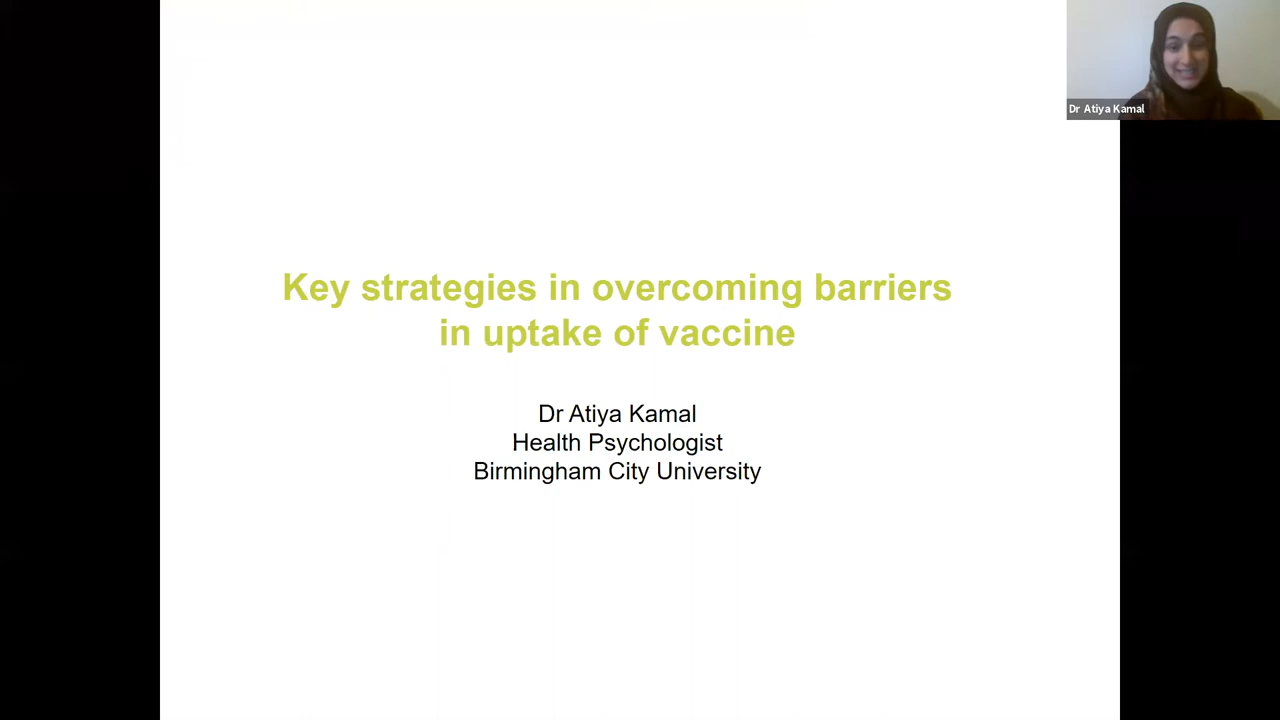 Dr Atiya Kamal
Key strategies in overcoming barriers
in uptake of vaccine
Dr Atiya Kamal
Health Psychologist
Birmingham City University